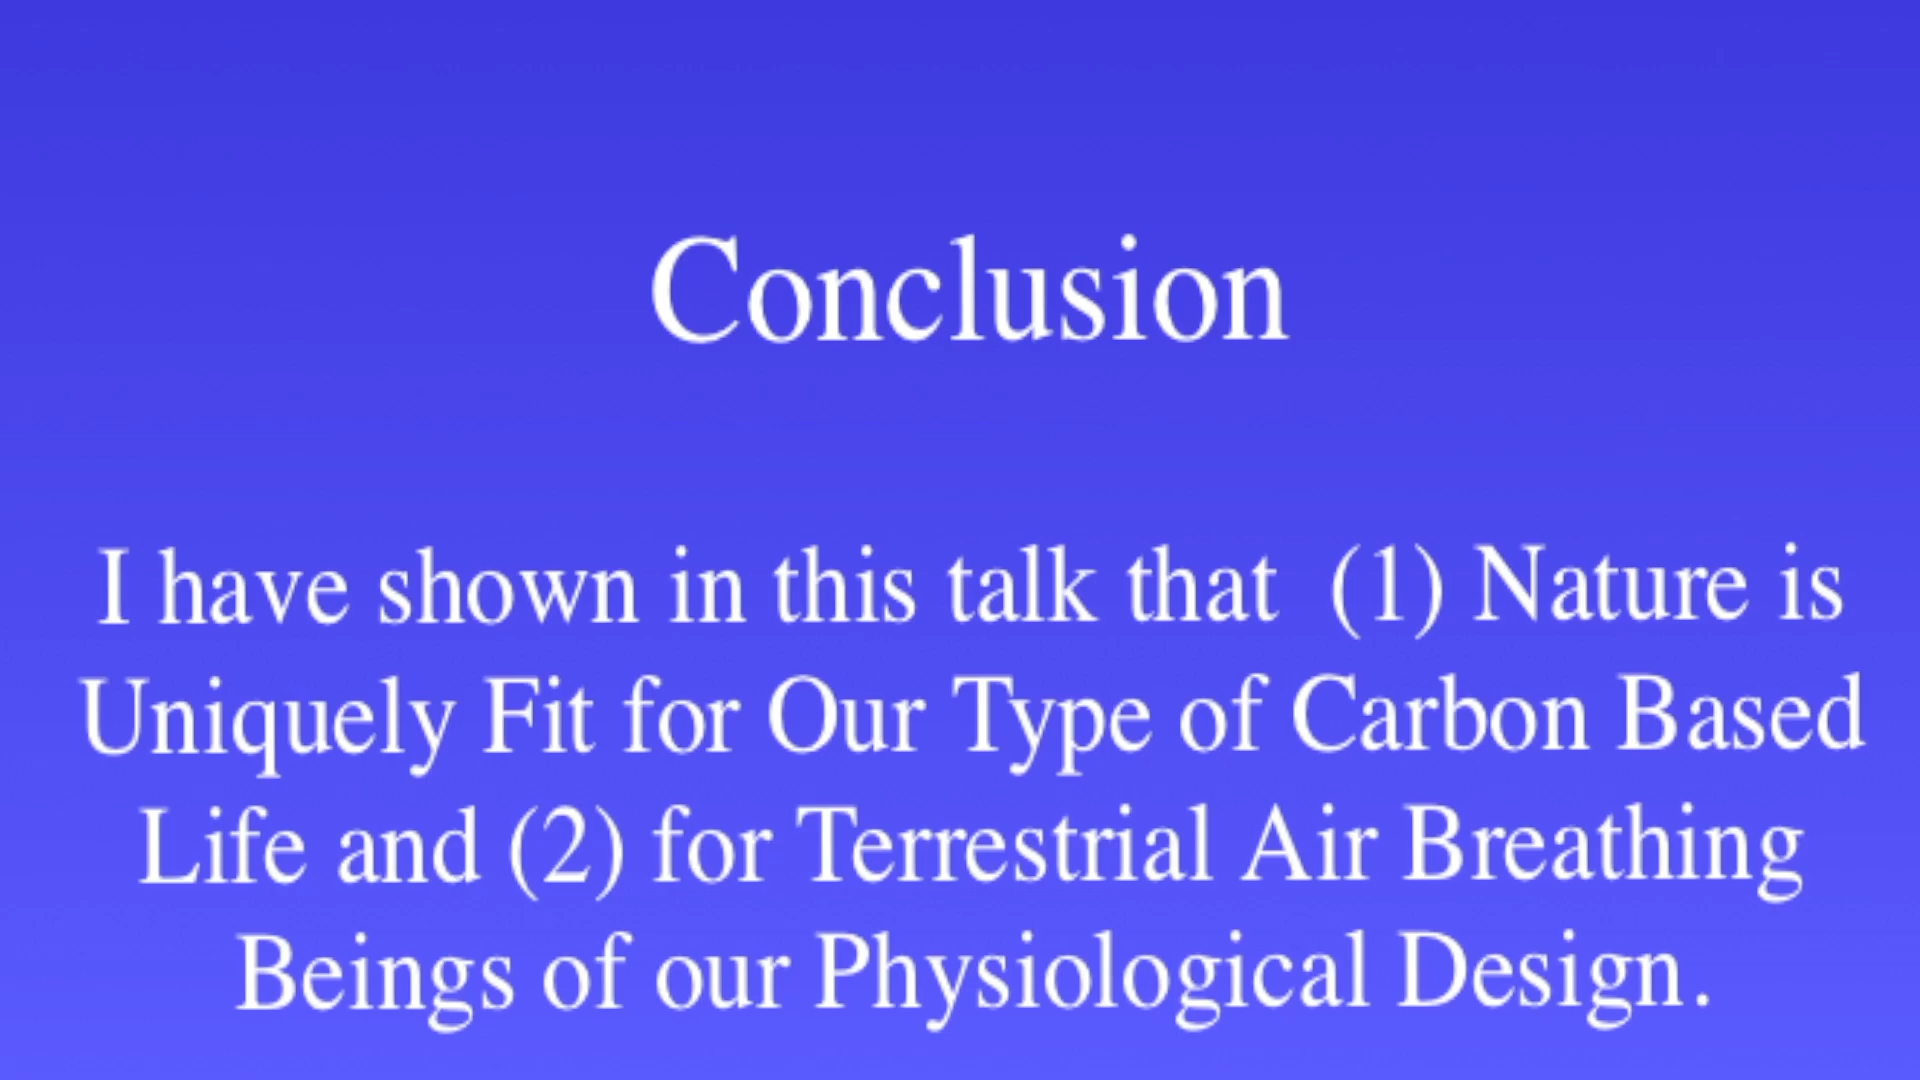 Conclusion
I have shown in this talk that  (1) Nature is
Uniquely Fit for Our Type of Carbon Based
Life and (2) for Terrestrial Air Breathing
Beings of our Physiological Design.